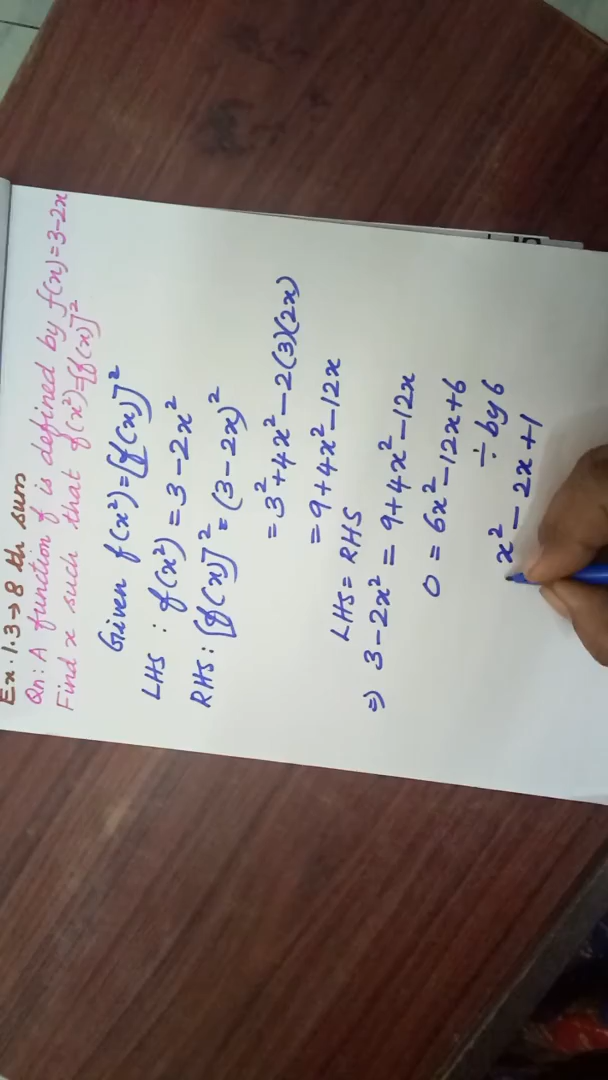 Ex.1.3→8 th sum
Qn: A function f is defined by f(x)=3-2x
Find x such that f(x²)=[f(x)]²
Given f(x²)=[f(x)]²
LHS : f(x²) = 3-2x²
RHS: [f(x)]² = (3-2x)²
= 3²+4x²-2(3)(2x)
= 9+4x²-12x
LHS = RHS
⇒) 3-2x² = 9+4x²-12x
0 = 6x²-12x+6
÷ by 6
x²-2x+1